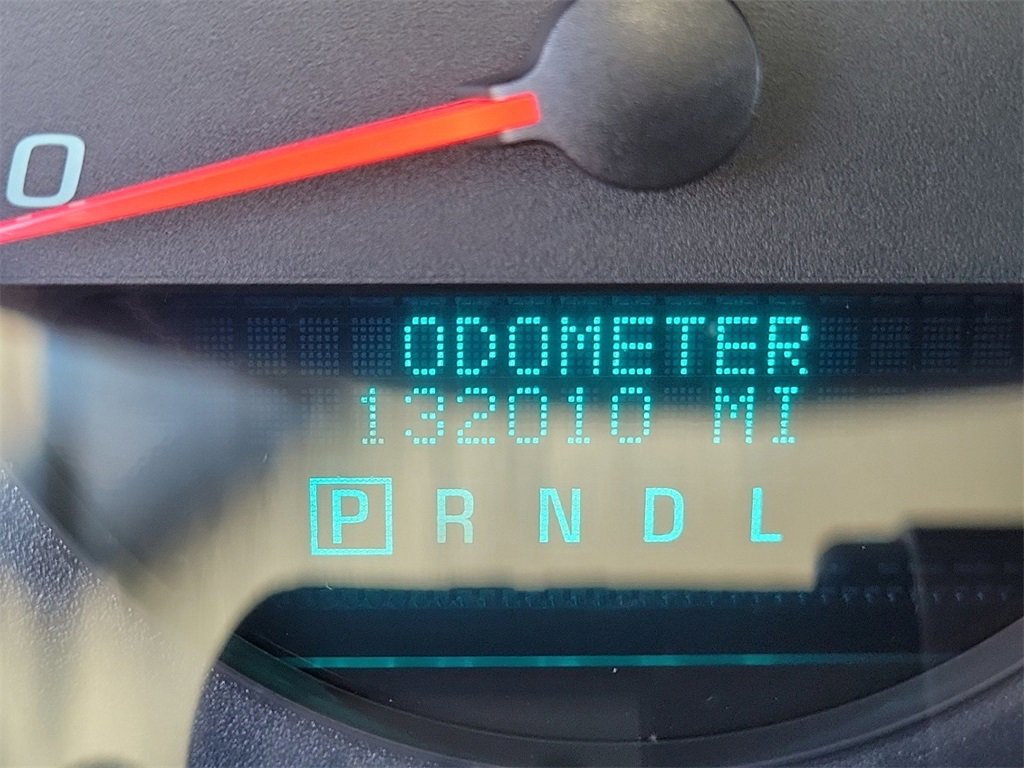 0
ODOMETER
132010 MI
P R N D L